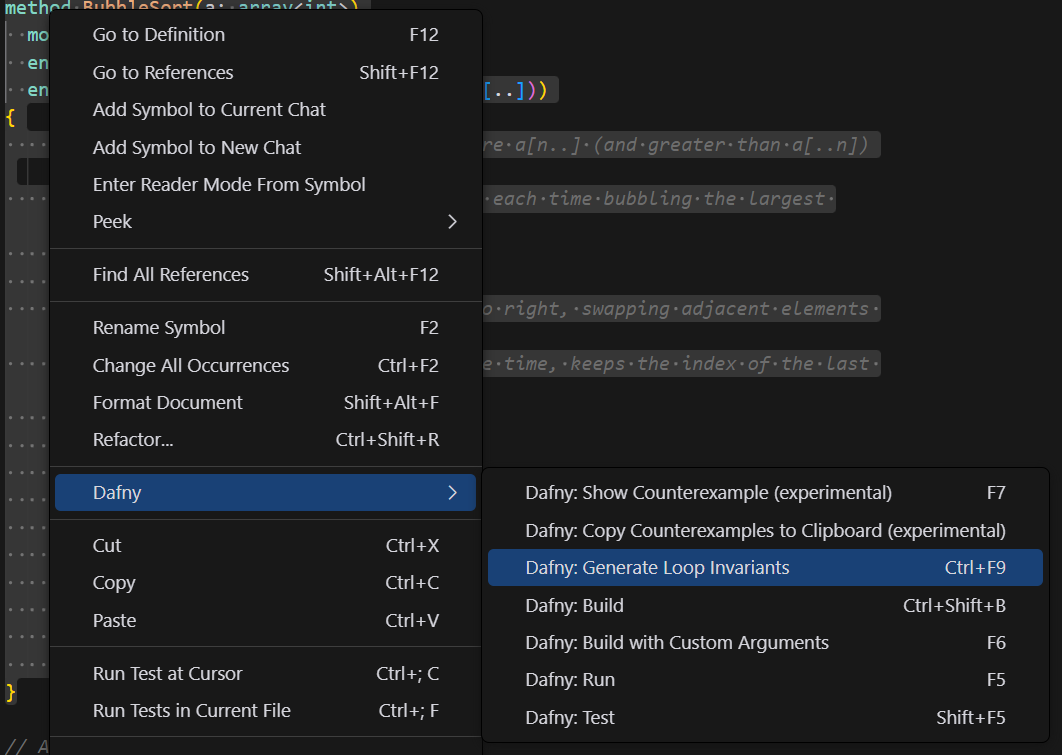 method BubbleSort(a: array<int>)
mo
en
en
[..]))
{
re a[n..] (and greater than a[..n])
each time bubbling the largest
o right, swapping adjacent elements
e time, keeps the index of the last
}
// A
Go to Definition F12
Go to References Shift+F12
Add Symbol to Current Chat
Add Symbol to New Chat
Enter Reader Mode From Symbol
Peek
Find All References Shift+Alt+F12
Rename Symbol F2
Change All Occurrences Ctrl+F2
Format Document Shift+Alt+F
Refactor... Ctrl+Shift+R
Dafny
Cut Ctrl+X
Copy Ctrl+C
Paste Ctrl+V
Run Test at Cursor Ctrl+; C
Run Tests in Current File Ctrl+; F
Dafny: Show Counterexample (experimental) F7
Dafny: Copy Counterexamples to Clipboard (experimental)
Dafny: Generate Loop Invariants Ctrl+F9
Dafny: Build Ctrl+Shift+B
Dafny: Build with Custom Arguments F6
Dafny: Run F5
Dafny: Test Shift+F5